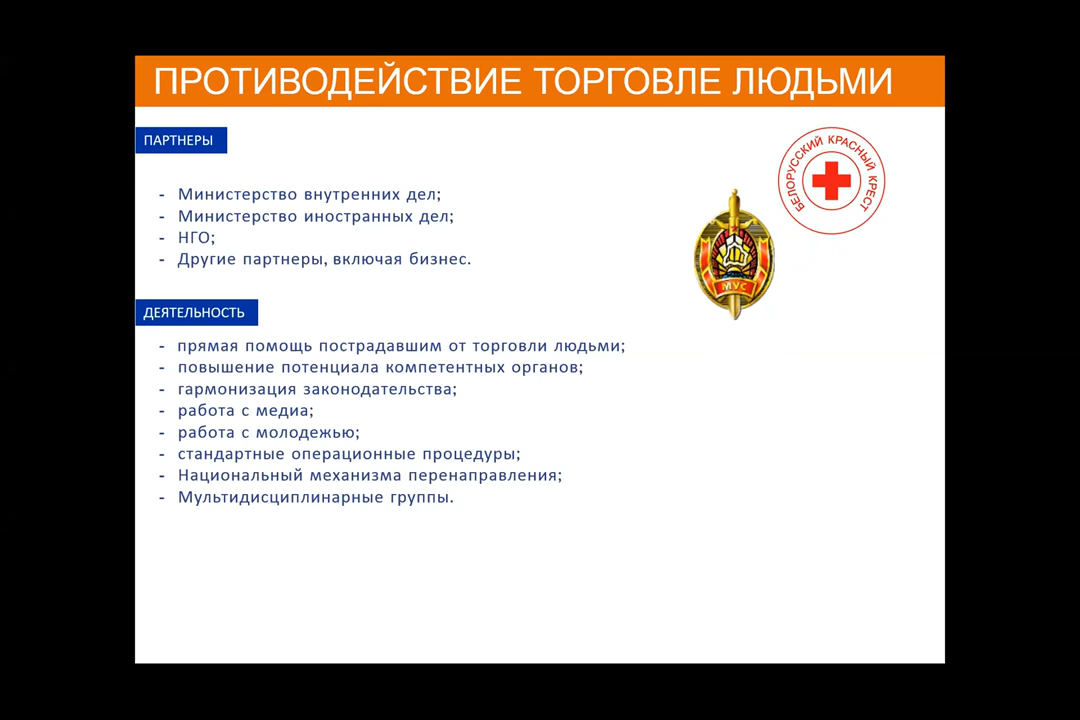 ПРОТИВОДЕЙСТВИЕ ТОРГОВЛЕ ЛЮДЬМИ
ПАРТНЕРЫ
- Министерство внутренних дел;
- Министерство иностранных дел;
- НГО;
- Другие партнеры, включая бизнес.
БЕЛОРУССКИЙ КРАСНЫЙ КРЕСТ
МУС
ДЕЯТЕЛЬНОСТЬ
- прямая помощь пострадавшим от торговли людьми;
- повышение потенциала компетентных органов;
- гармонизация законодательства;
- работа с медиа;
- работа с молодежью;
- стандартные операционные процедуры;
- Национальный механизма перенаправления;
- Мультидисциплинарные группы.